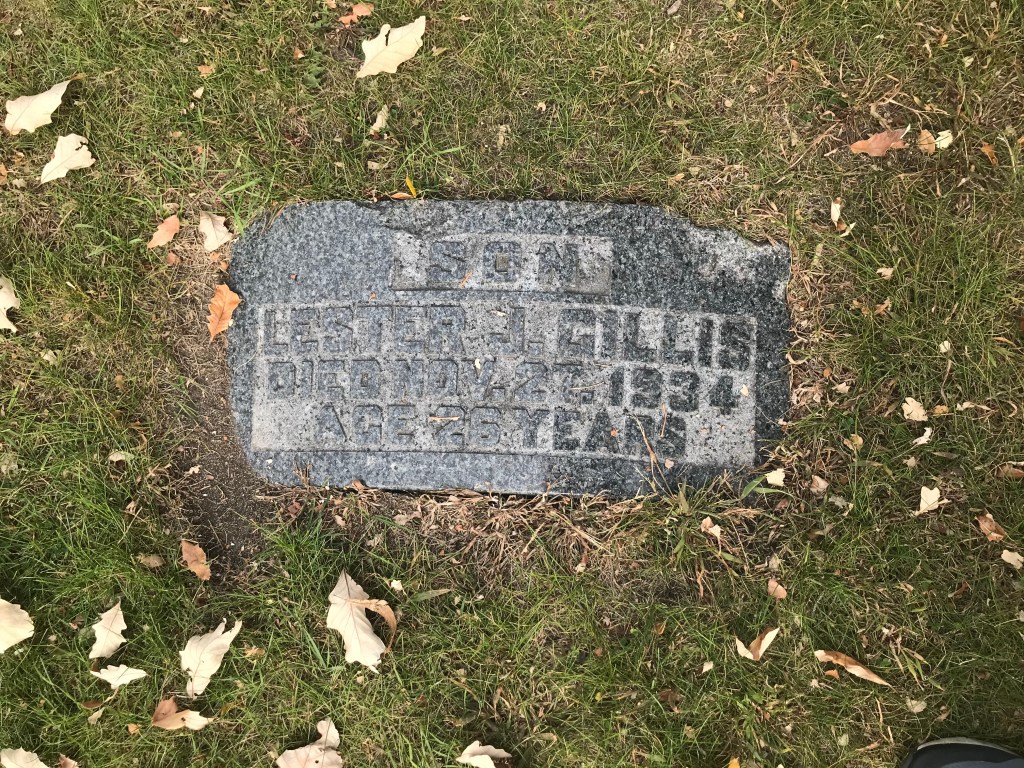 SON
LESTER J. GILLIS
DIED NOV. 27, 1934
AGE 26 YEARS